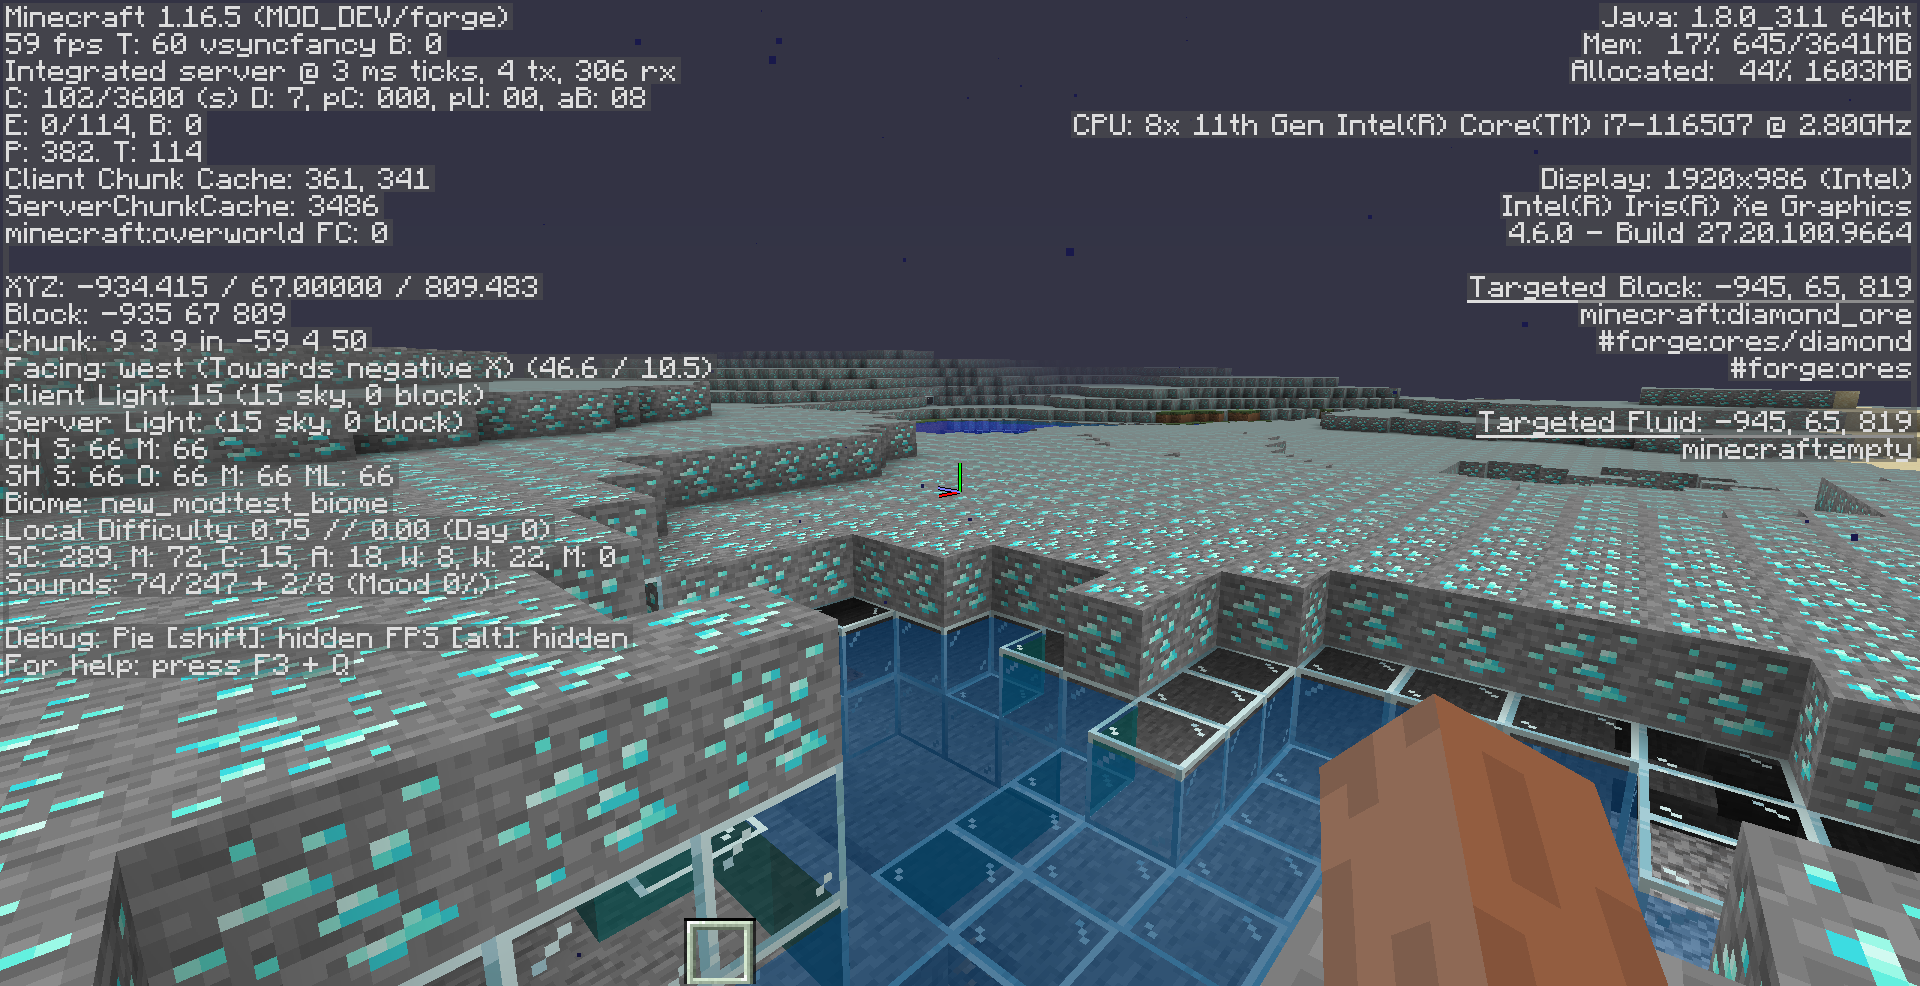 Minecraft 1.16.5 (MOD_DEV/forge)
59 fps T: 60 vsyncfancy B: 0
Integrated server @ 3 ms ticks, 4 tx, 306 rx
C: 102/3600 (s) D: 7, pC: 000, pU: 00, aB: 08
E: 0/114, B: 0
P: 382. T: 114
Client Chunk Cache: 361, 341
ServerChunkCache: 3486
minecraft:overworld FC: 0
XYZ: -934.415 / 67.00000 / 809.483
Block: -935 67 809
Chunk: 9 3 9 in -59 4 50
Facing: west (Towards negative X) (46.6 / 10.5)
Client Light: 15 (15 sky, 0 block)
Server Light: (15 sky, 0 block)
CH S: 66 M: 66
SH S: 66 O: 66 M: 66 ML: 66
Biome: new_mod:test_biome
Local Difficulty: 0.75 // 0.00 (Day 0)
SC: 289, M: 72, C: 15, A: 18, W: 8, W: 22, M: 0
Sounds: 74/247 + 2/8 (Mood 0%)
Debug: Pie [shift]: hidden FPS [alt]: hidden
For help: press F3 + Q
Java: 1.8.0_311 64bit
Mem: 17% 645/3641MB
Allocated: 44% 1603MB
CPU: 8x 11th Gen Intel(R) Core(TM) i7-1165G7 @ 2.80GHz
Display: 1920x986 (Intel)
Intel(R) Iris(R) Xe Graphics
4.6.0 - Build 27.20.100.9664
Targeted Block: -945, 65, 819
minecraft:diamond_ore
#forge:ores/diamond
#forge:ores
Targeted Fluid: -945, 65, 819
minecraft:empty